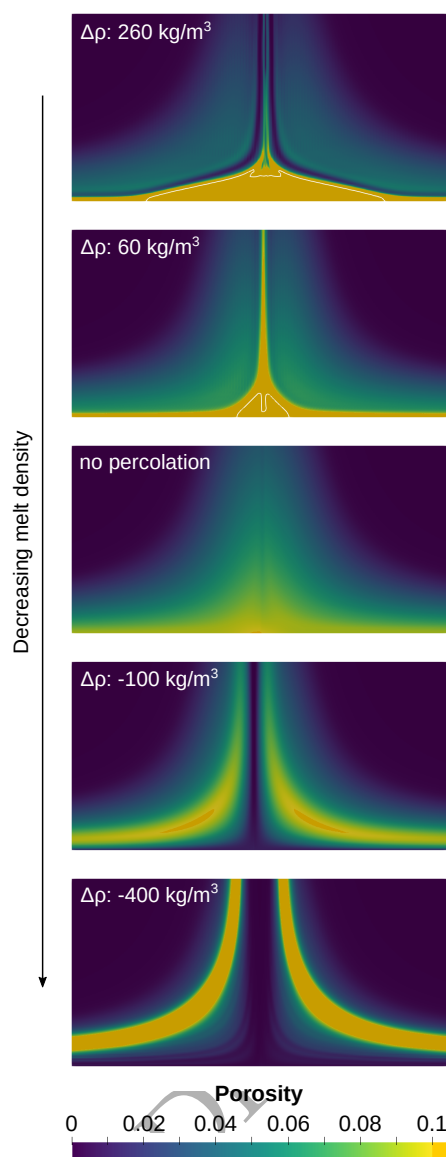 Δρ: 260 kg/m³
Δρ: 60 kg/m³
no percolation
Δρ: -100 kg/m³
Δρ: -400 kg/m³
Decreasing melt density
Porosity
0 0.02 0.04 0.06 0.08 0.1